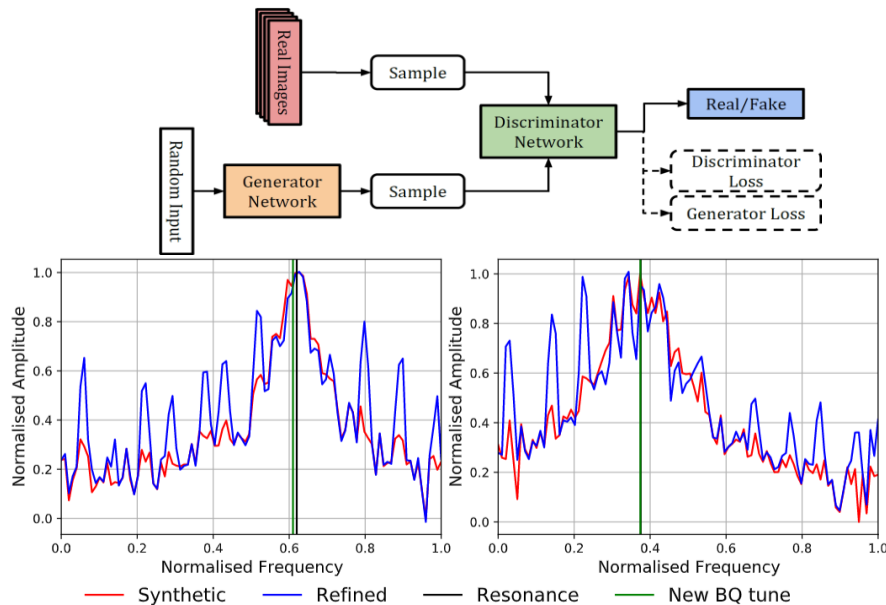 Real Images
Sample
Real/Fake
Discriminator
Network
Random Input
Generator
Network
Sample
Discriminator
Loss
Generator Loss
Normalised Amplitude
1.0
0.8
0.6
0.4
0.2
0.0
0.0 0.2 0.4 0.6 0.8 1.0
Normalised Frequency
Normalised Amplitude
1.0
0.8
0.6
0.4
0.2
0.0
0.0 0.2 0.4 0.6 0.8 1.0
Normalised Frequency
Synthetic Refined Resonance New BQ tune